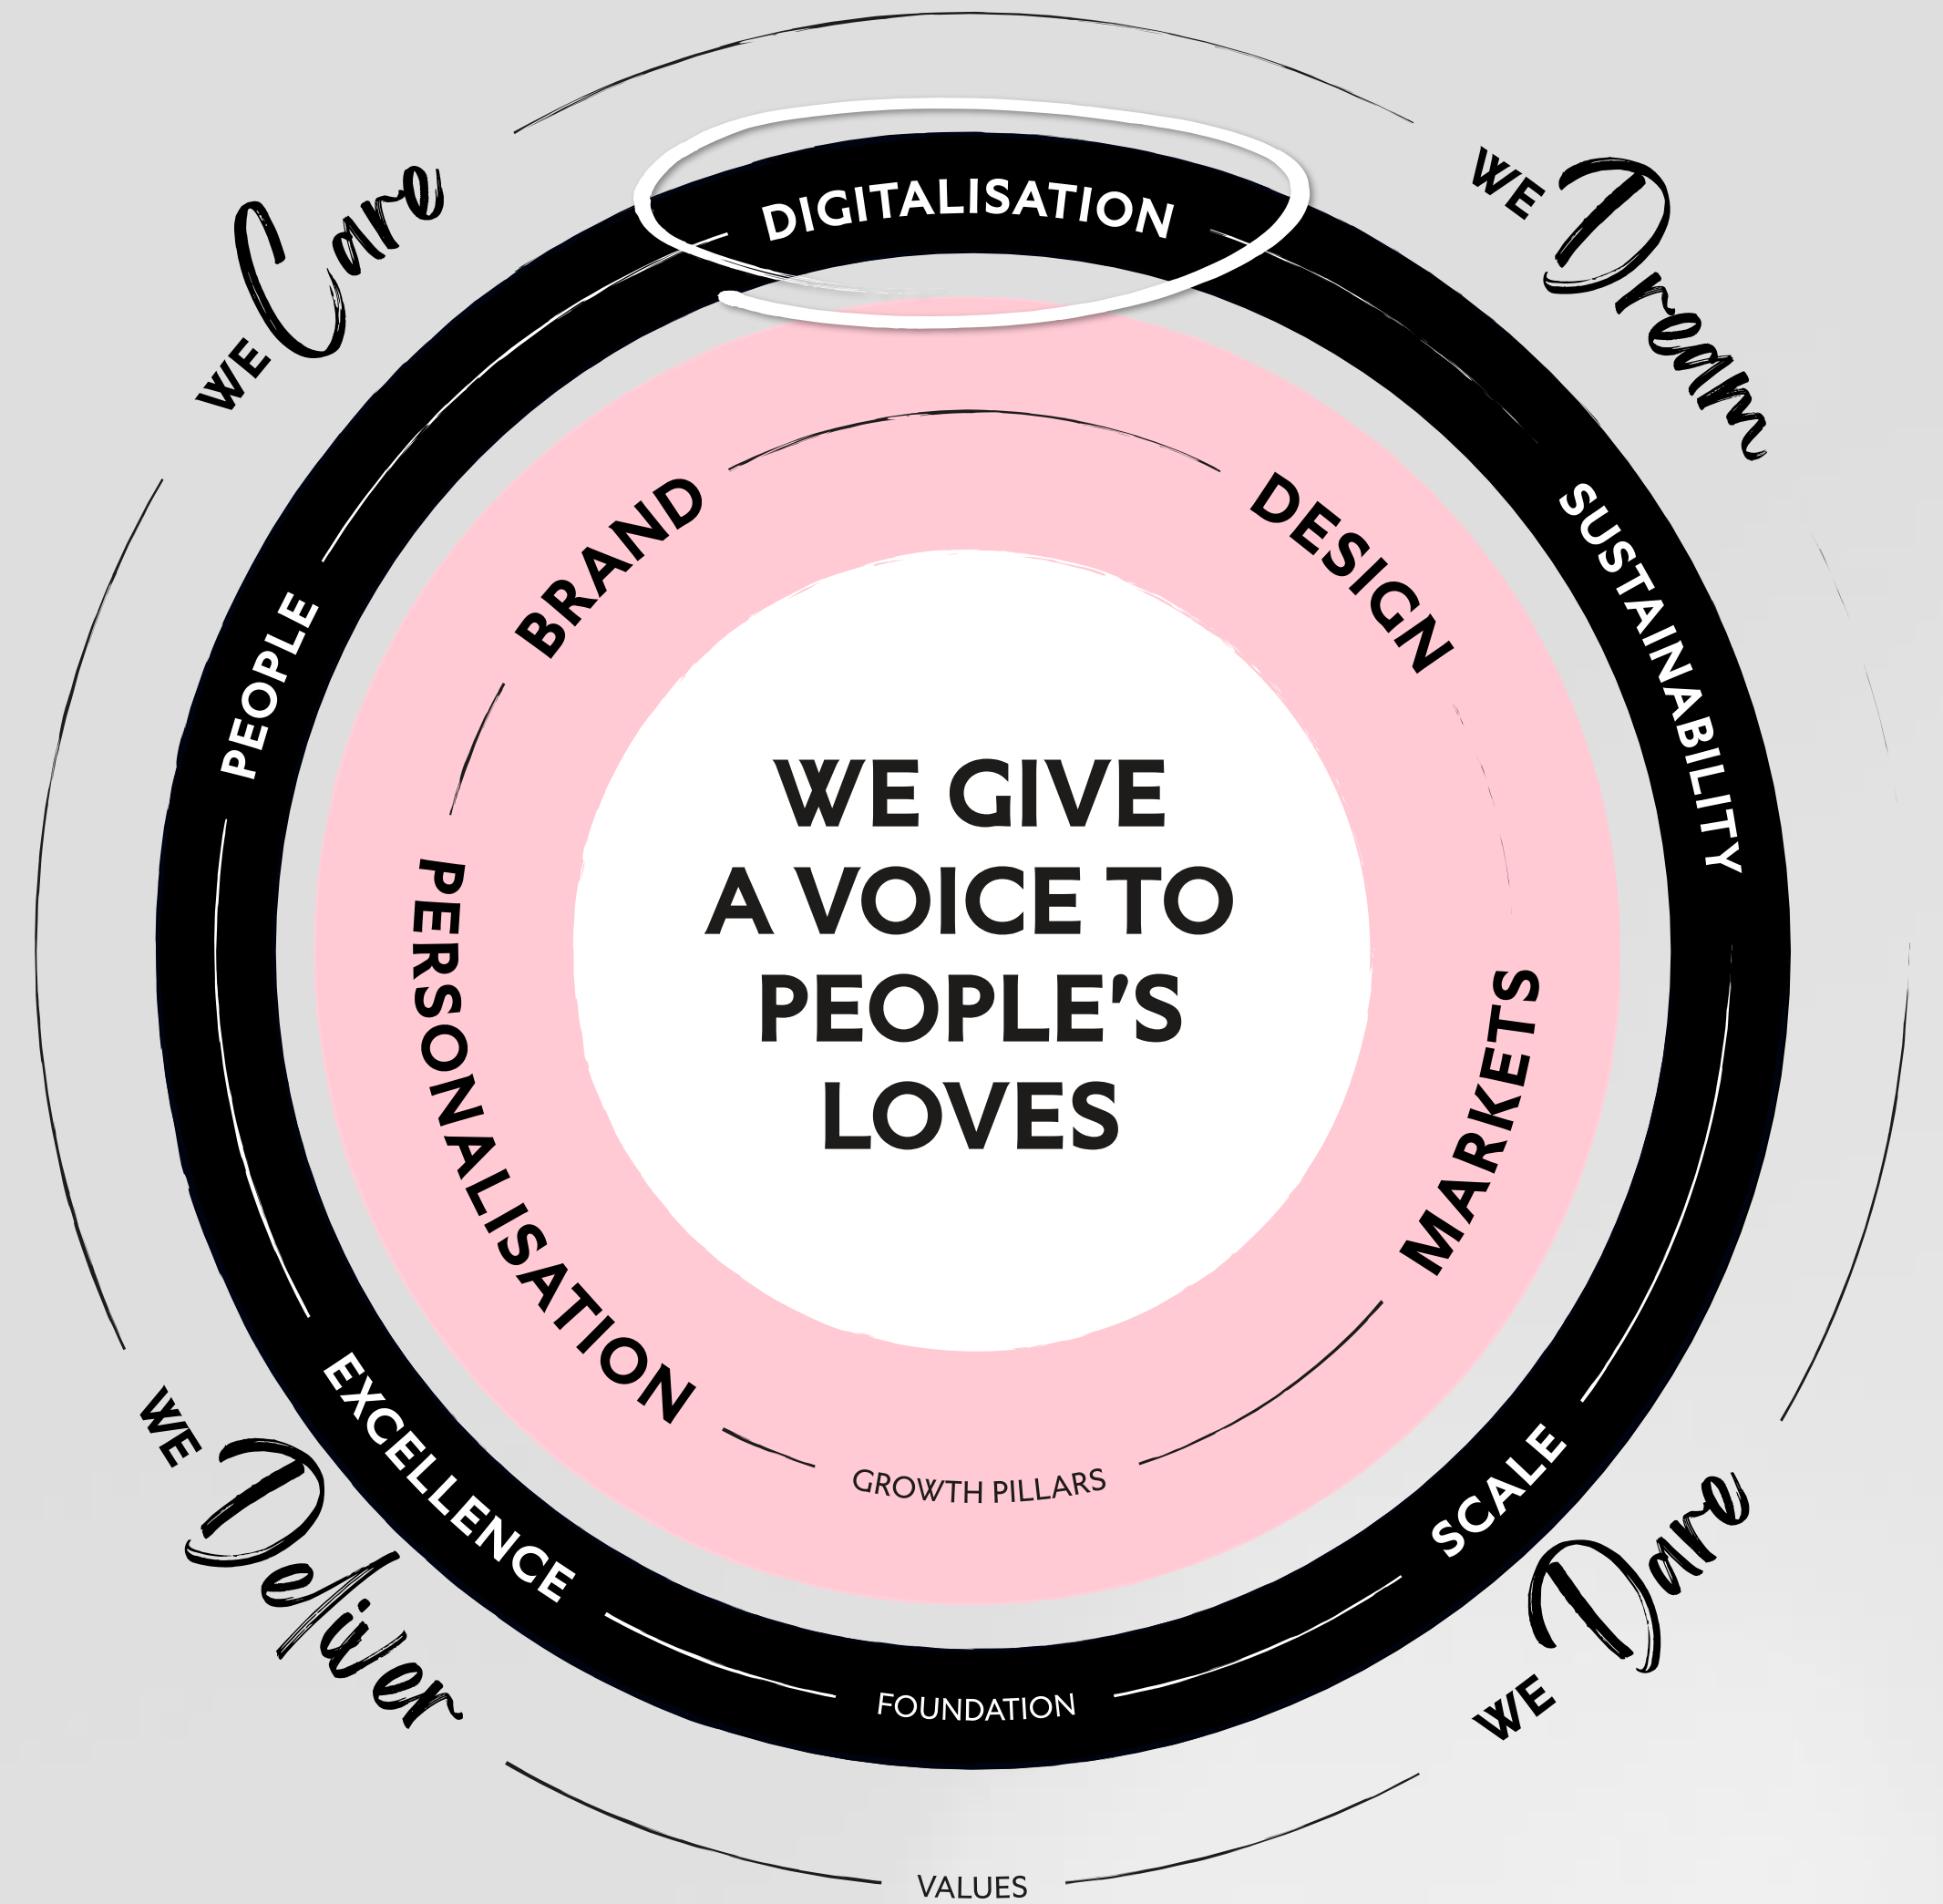 WE Care
WE Dream
DIGITALISATION
PEOPLE
SUSTAINABILITY
BRAND
DESIGN
WE GIVE
A VOICE TO
PEOPLE’S
LOVES
PERSONALISATION
MARKETS
GROWTH PILLARS
EXCELLENCE
SCALE
FOUNDATION
WE Deliver
WE Dare
VALUES